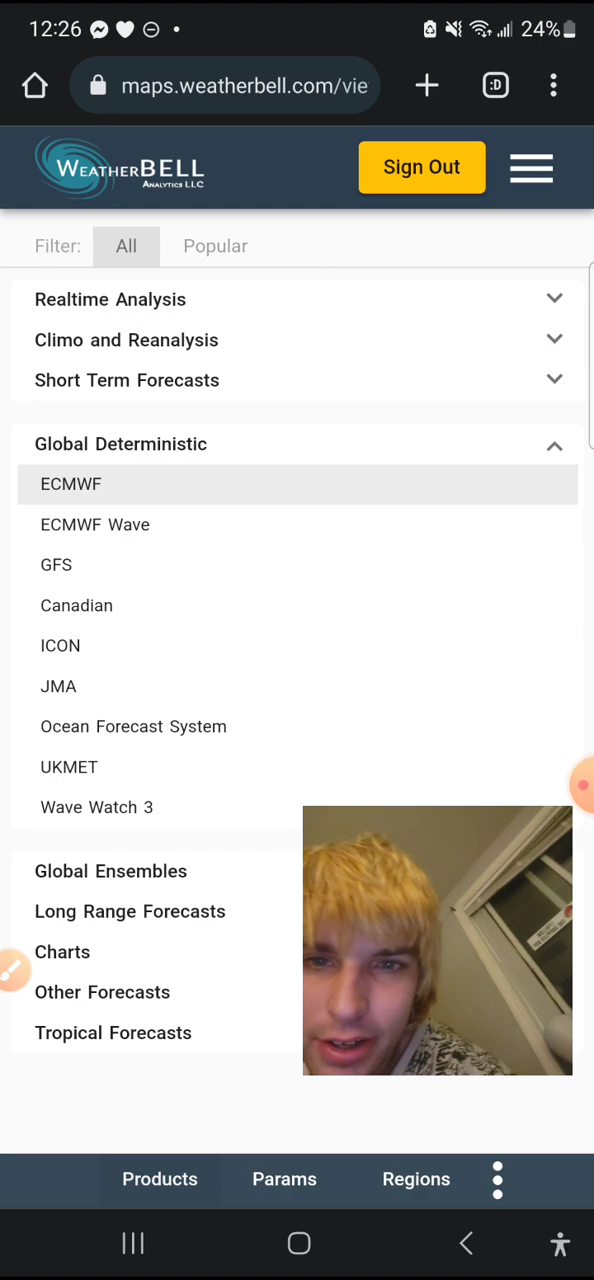 12:26
24%
maps.weatherbell.com/vie
:D
WEATHERBELL
ANALYTICS LLC
Sign Out
Filter: All Popular
Realtime Analysis
Climo and Reanalysis
Short Term Forecasts
Global Deterministic
ECMWF
ECMWF Wave
GFS
Canadian
ICON
JMA
Ocean Forecast System
UKMET
Wave Watch 3
Global Ensembles
Long Range Forecasts
Charts
Other Forecasts
Tropical Forecasts
Products Params Regions